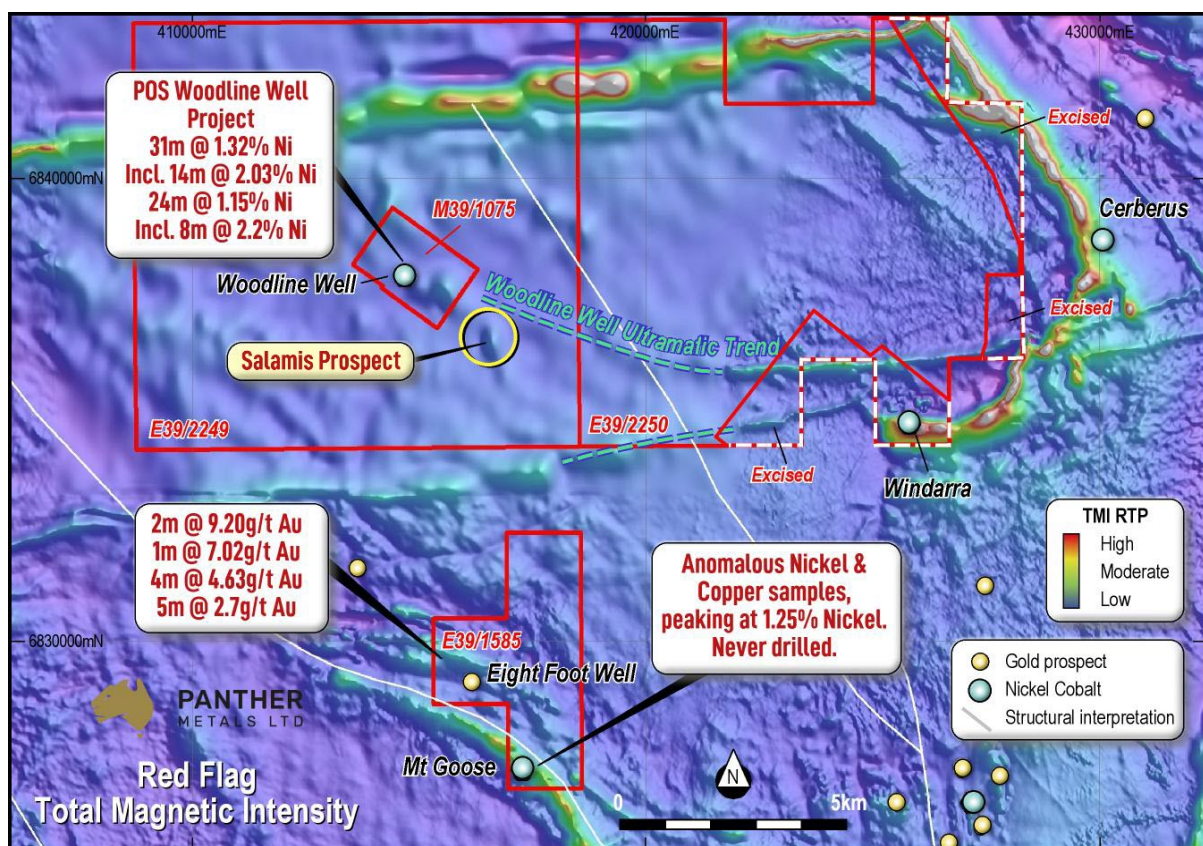 410000mE
420000mE
430000mE
POS Woodline Well
Project
31m @ 1.32% Ni
Incl. 14m @ 2.03% Ni
24m @ 1.15% Ni
Incl. 8m @ 2.2% Ni
Excised
6840000mN
M39/1075
Cerberus
Woodline Well
Woodline Well Ultramatic Trend
Excised
Salamis Prospect
E39/2249
E39/2250
Excised
Windarra
2m @ 9.20g/t Au
1m @ 7.02g/t Au
4m @ 4.63g/t Au
5m @ 2.7g/t Au
Anomalous Nickel &
Copper samples,
peaking at 1.25% Nickel.
Never drilled.
TMI RTP
High
Moderate
Low
6830000mN
E39/1585
Eight Foot Well
Gold prospect
Nickel Cobalt
Structural interpretation
PANTHER
METALS LTD
Mt Goose
Red Flag
Total Magnetic Intensity
N
0
5km